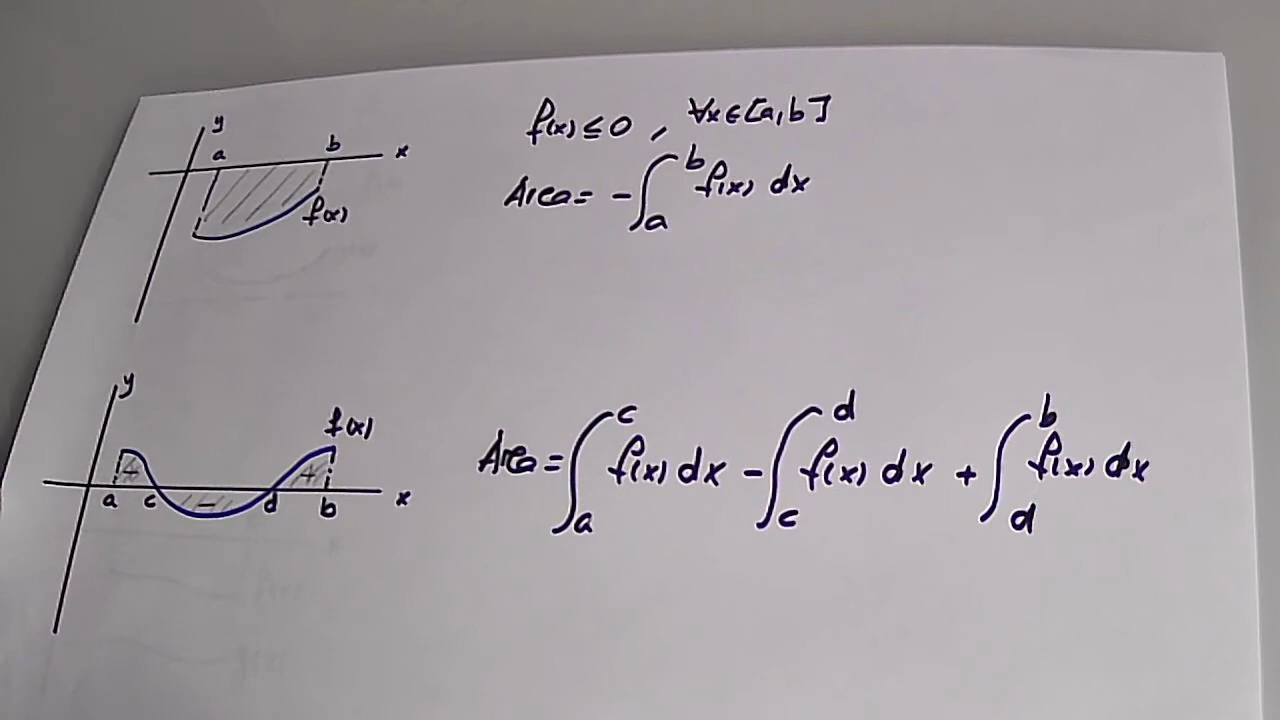 y
a b x
f(x)
f(x) ≤ 0 , ∀x∈[a,b]
Area = -∫_a^b f(x) dx
y
f(x)
+ +
a c - d b x
Area = ∫_a^c f(x) dx - ∫_c^d f(x) dx + ∫_d^b f(x) dx